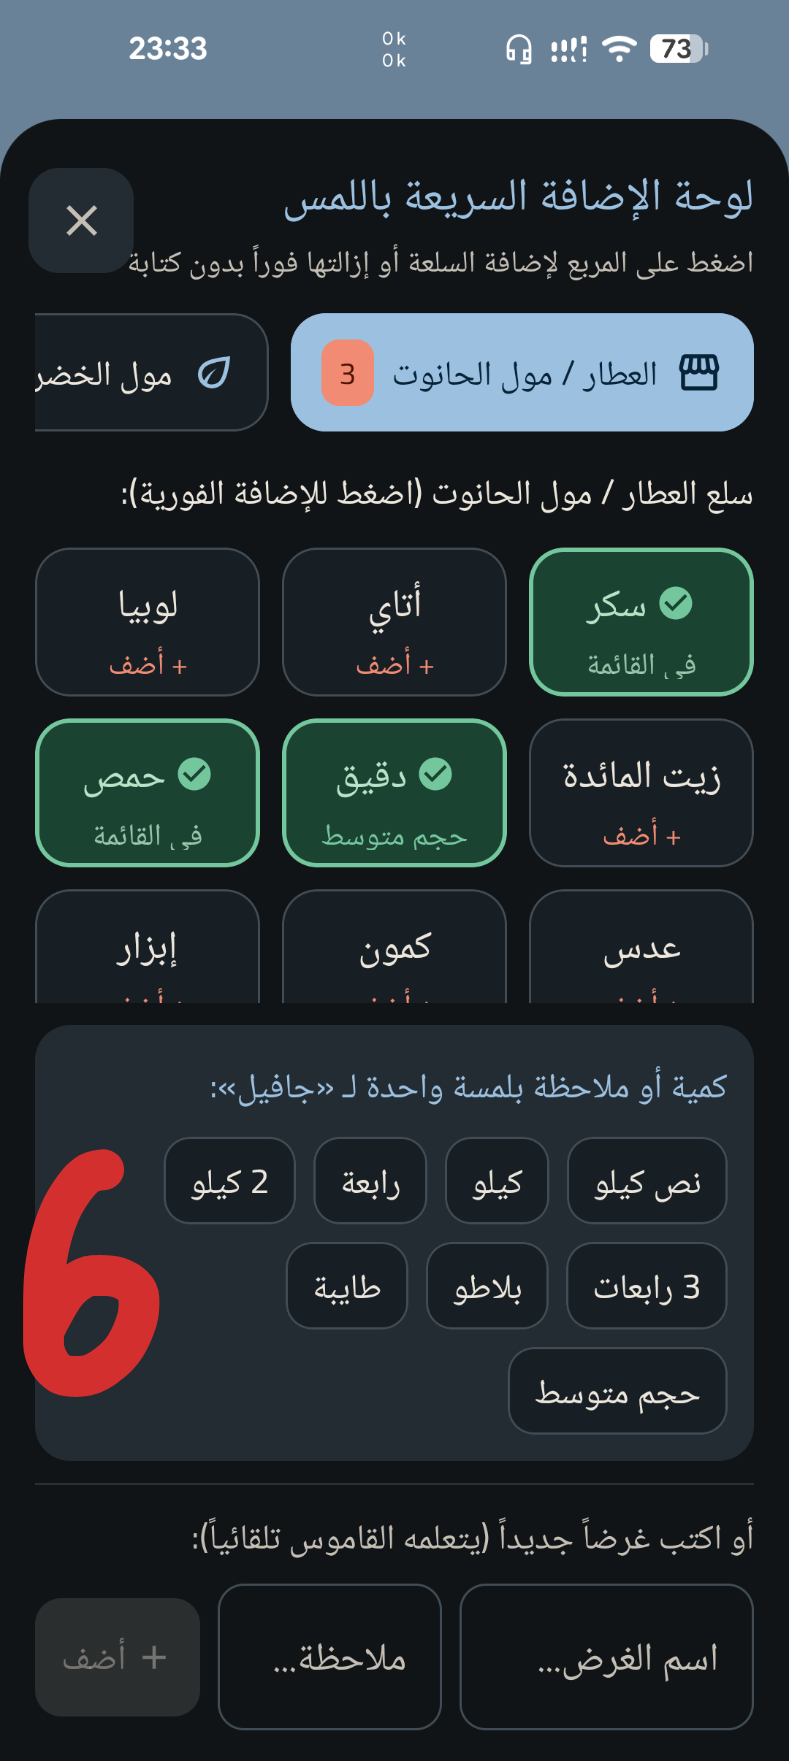 23:33
0k
0k
73
لوحة الإضافة السريعة باللمس
اضغط على المربع لإضافة السلعة أو إزالتها فوراً بدون كتابة
العطار / مول الحانوت 3
مول الخضر
سلع العطار / مول الحانوت (اضغط للإضافة الفورية):
سكر
في القائمة
أتاي
+ أضف
لوبيا
+ أضف
زيت المائدة
+ أضف
دقيق
حجم متوسط
حمص
في القائمة
عدس
كمون
إبزار
كمية أو ملاحظة بلمسة واحدة لـ «جافيل»:
نص كيلو
كيلو
رابعة
2 كيلو
3 رابعات
بلاطو
طايبة
حجم متوسط
6
أو اكتب غرضاً جديداً (يتعلمه القاموس تلقائياً):
اسم الغرض...
ملاحظة...
+ أضف